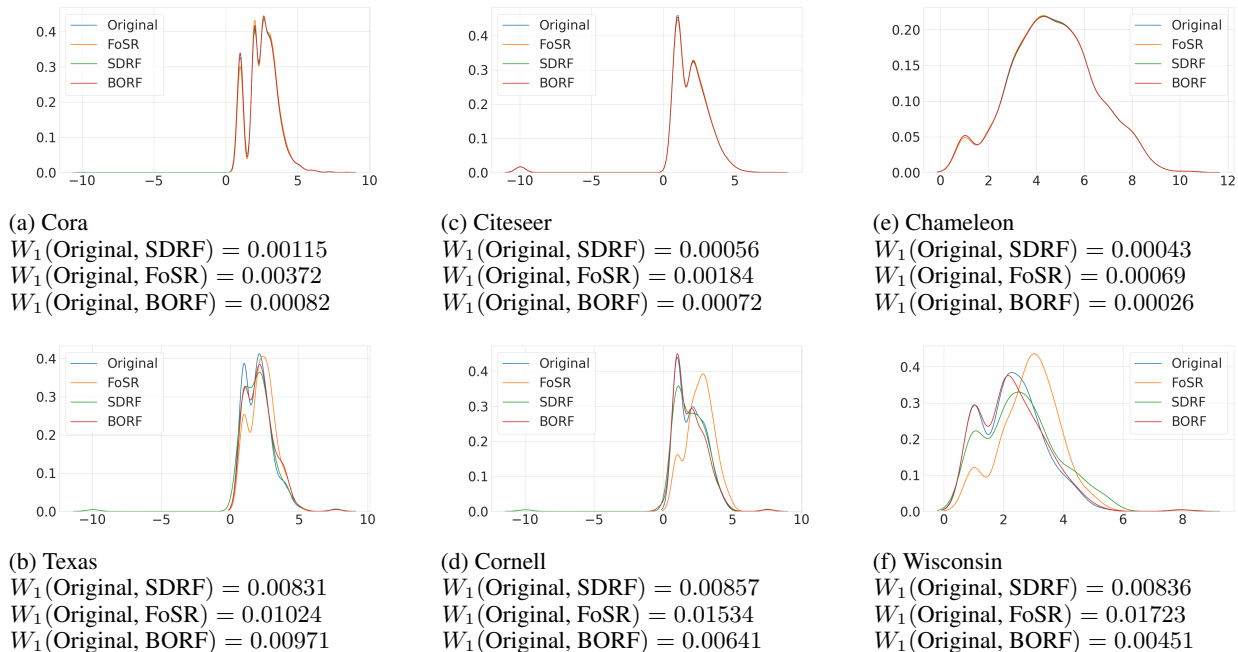 Original
FoSR
SDRF
BORF
0.4
0.3
0.2
0.1
0.0
−10
−5
0
5
10
(a) Cora
W₁(Original, SDRF) = 0.00115
W₁(Original, FoSR) = 0.00372
W₁(Original, BORF) = 0.00082
Original
FoSR
SDRF
BORF
0.4
0.3
0.2
0.1
0.0
−10
−5
0
5
(c) Citeseer
W₁(Original, SDRF) = 0.00056
W₁(Original, FoSR) = 0.00184
W₁(Original, BORF) = 0.00072
Original
FoSR
SDRF
BORF
0.20
0.15
0.10
0.05
0.00
0
2
4
6
8
10
12
(e) Chameleon
W₁(Original, SDRF) = 0.00043
W₁(Original, FoSR) = 0.00069
W₁(Original, BORF) = 0.00026
Original
FoSR
SDRF
BORF
0.4
0.3
0.2
0.1
0.0
−10
−5
0
5
10
(b) Texas
W₁(Original, SDRF) = 0.00831
W₁(Original, FoSR) = 0.01024
W₁(Original, BORF) = 0.00971
Original
FoSR
SDRF
BORF
0.4
0.3
0.2
0.1
0.0
−10
−5
0
5
10
(d) Cornell
W₁(Original, SDRF) = 0.00857
W₁(Original, FoSR) = 0.01534
W₁(Original, BORF) = 0.00641
Original
FoSR
SDRF
BORF
0.4
0.3
0.2
0.1
0.0
0
2
4
6
8
(f) Wisconsin
W₁(Original, SDRF) = 0.00836
W₁(Original, FoSR) = 0.01723
W₁(Original, BORF) = 0.00451